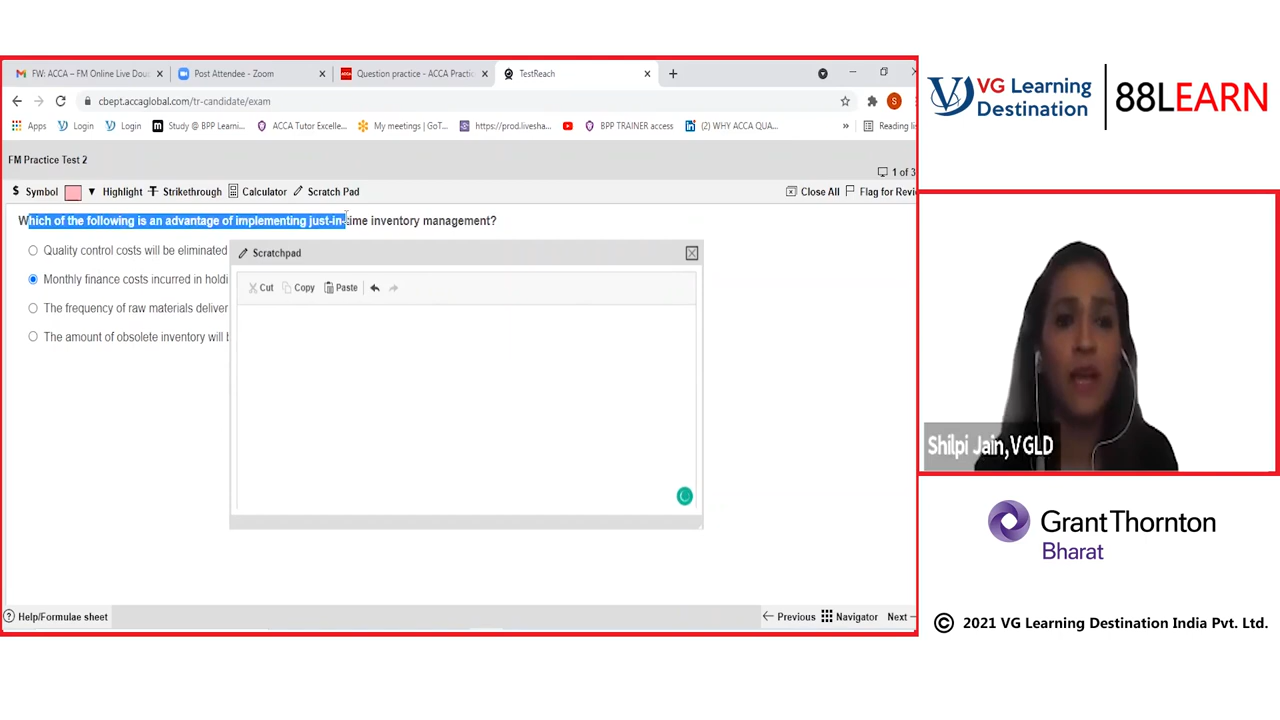 FW: ACCA – FM Online Live Dou
Post Attendee - Zoom
Question practice - ACCA Practic
TestReach
cbept.accaglobal.com/tr-candidate/exam
S
Apps
Login
Login
Study @ BPP Learni...
ACCA Tutor Excelle...
My meetings | GoT...
https://prod.livesha...
BPP TRAINER access
(2) WHY ACCA QUA...
»
Reading lis
FM Practice Test 2
1 of 3
$ Symbol
Highlight
Strikethrough
Calculator
Scratch Pad
Close All
Flag for Revie
Which of the following is an advantage of implementing just-in-time inventory management?
Quality control costs will be eliminated
Monthly finance costs incurred in holdi
The frequency of raw materials deliver
The amount of obsolete inventory will b
Scratchpad
Cut
Copy
Paste
? Help/Formulae sheet
Previous
Navigator
Next
VG Learning
Destination
88LEARN
Shilpi Jain,VGLD
GrantThornton
Bharat
© 2021 VG Learning Destination India Pvt. Ltd.